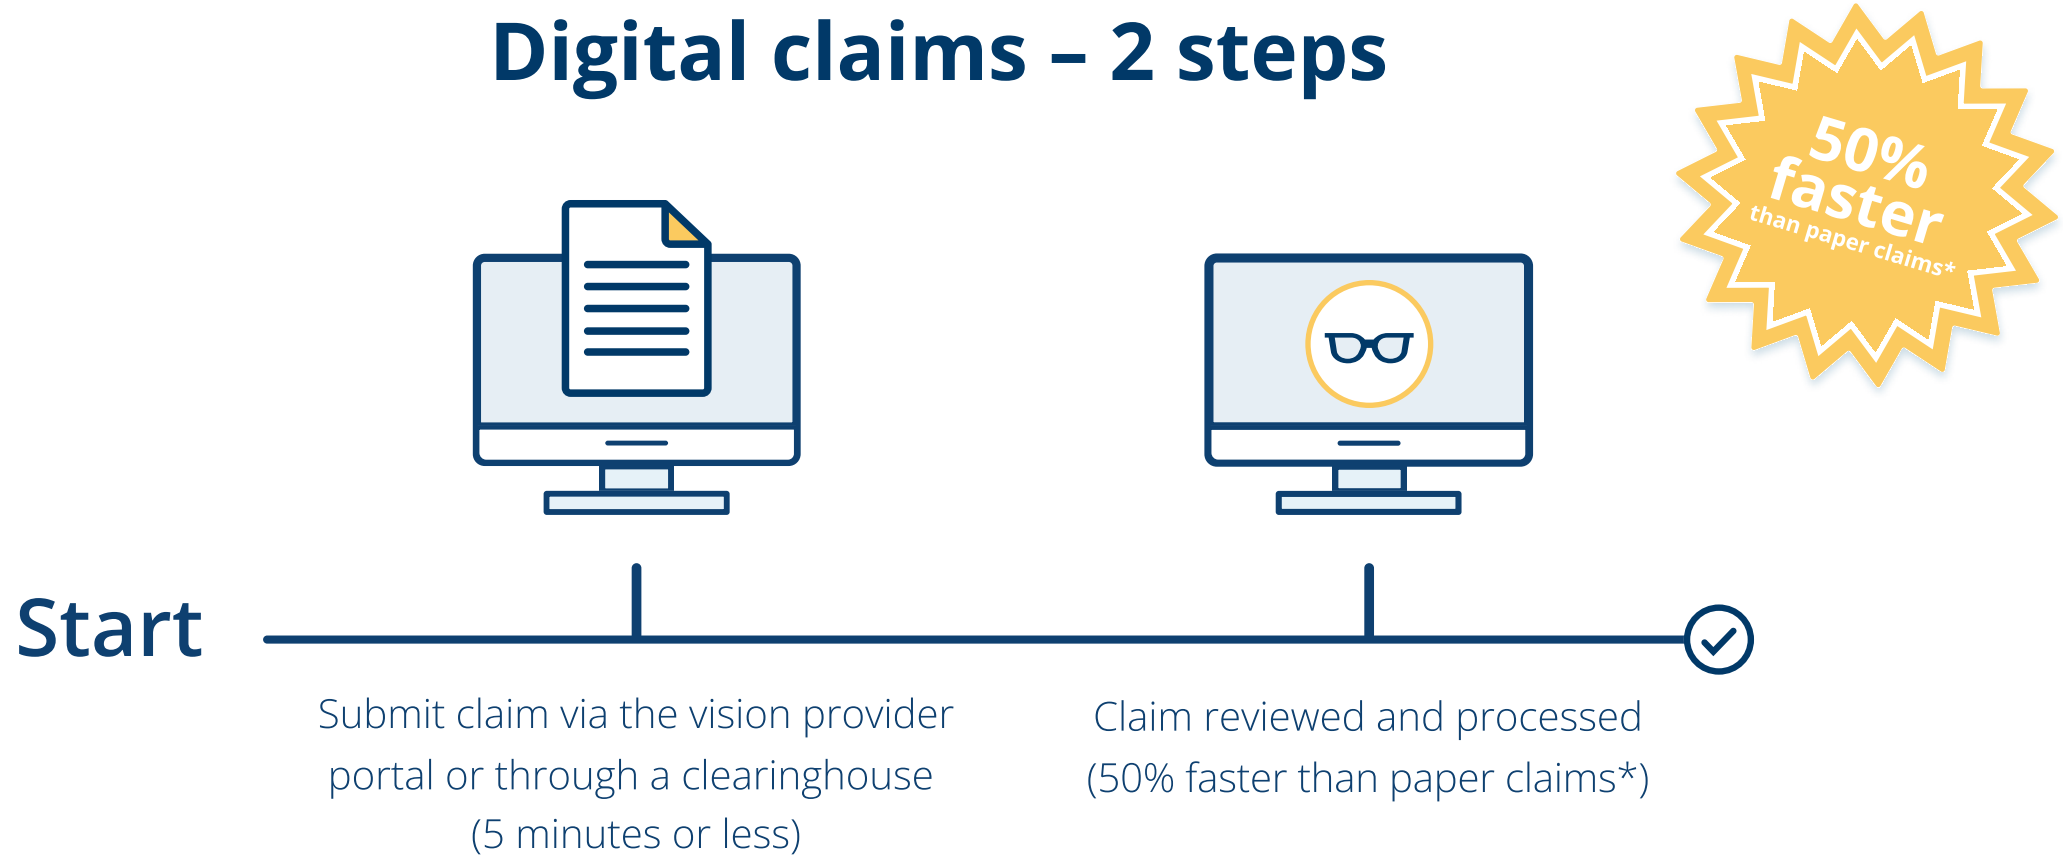 Digital claims – 2 steps
50%
faster
than paper claims*
Start
Submit claim via the vision provider
portal or through a clearinghouse
(5 minutes or less)
Claim reviewed and processed
(50% faster than paper claims*)